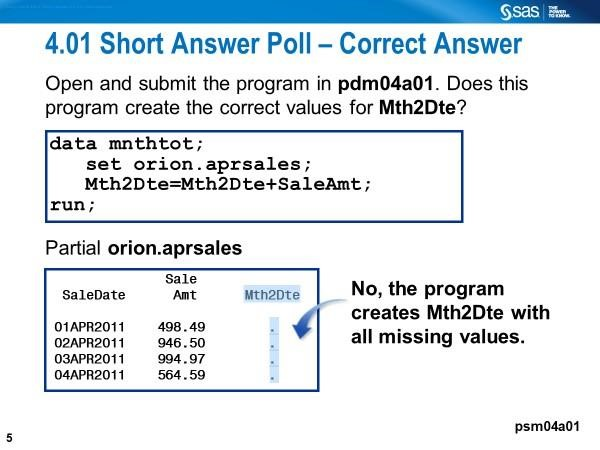 sas THE POWER TO KNOW.
4.01 Short Answer Poll – Correct Answer
Open and submit the program in pdm04a01. Does this
program create the correct values for Mth2Dte?
data mnthtot;
set orion.aprsales;
Mth2Dte=Mth2Dte+SaleAmt;
run;
Partial orion.aprsales
Sale
SaleDate Amt Mth2Dte
01APR2011 498.49 .
02APR2011 946.50 .
03APR2011 994.97 .
04APR2011 564.59 .
No, the program
creates Mth2Dte with
all missing values.
5
psm04a01